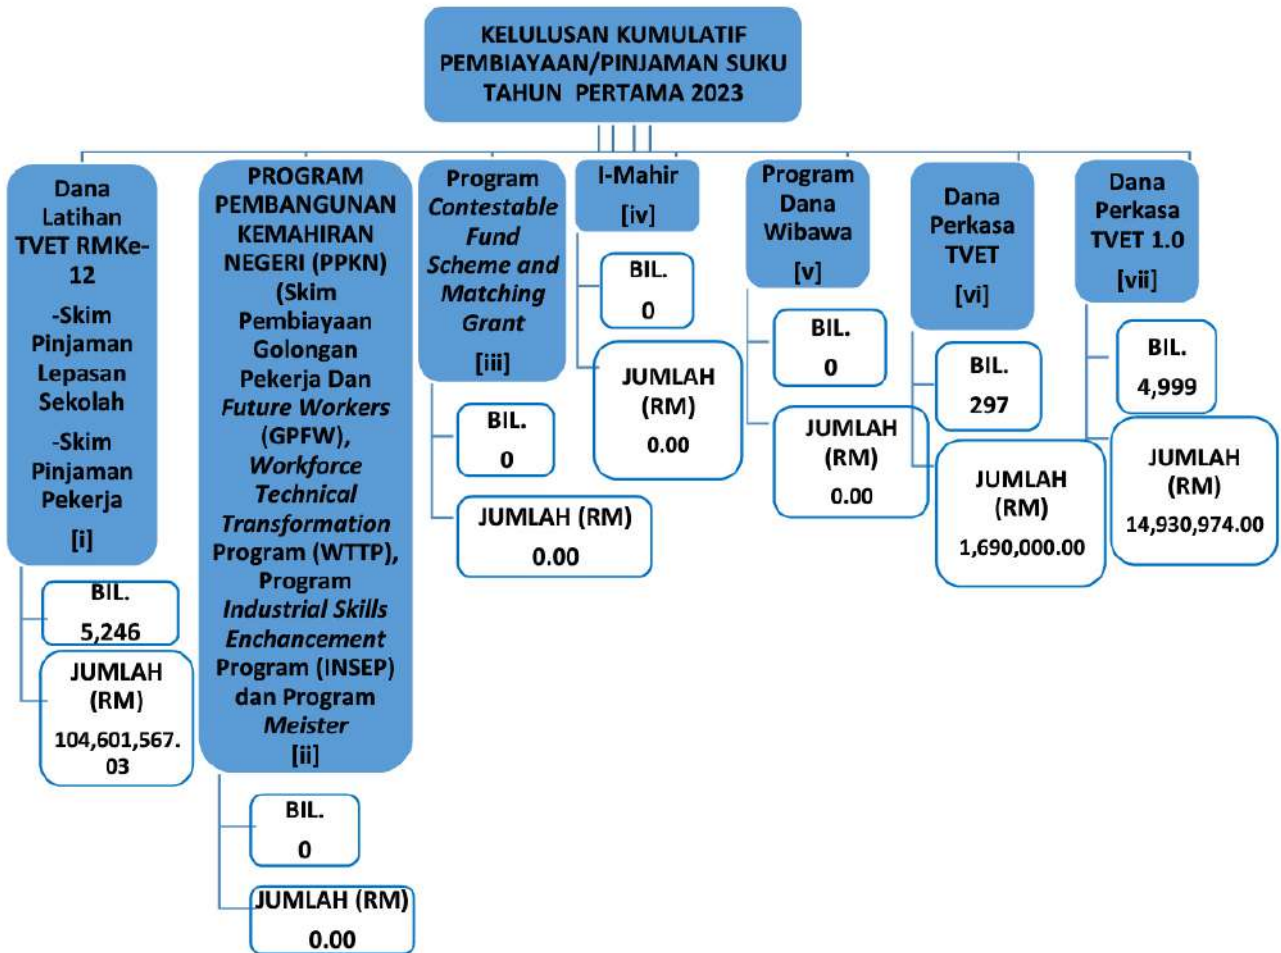 KELULUSAN KUMULATIF
PEMBIAYAAN/PINJAMAN SUKU
TAHUN PERTAMA 2023
Dana
Latihan
TVET RMKe-
12
-Skim
Pinjaman
Lepasan
Sekolah
-Skim
Pinjaman
Pekerja
[i]
BIL.
5,246
JUMLAH
(RM)
104,601,567.
03
PROGRAM
PEMBANGUNAN
KEMAHIRAN
NEGERI (PPKN)
(Skim
Pembiayaan
Golongan
Pekerja Dan
Future Workers
(GPFW),
Workforce
Technical
Transformation
Program (WTTP),
Program
Industrial Skills
Enchancement
Program (INSEP)
dan Program
Meister
[ii]
BIL.
0
JUMLAH (RM)
0.00
Program
Contestable
Fund
Scheme and
Matching
Grant
[iii]
BIL.
0
JUMLAH (RM)
0.00
I-Mahir
[iv]
BIL.
0
JUMLAH
(RM)
0.00
Program
Dana
Wibawa
[v]
BIL.
0
JUMLAH
(RM)
0.00
Dana
Perkasa
TVET
[vi]
BIL.
297
JUMLAH
(RM)
1,690,000.00
Dana
Perkasa
TVET 1.0
[vii]
BIL.
4,999
JUMLAH
(RM)
14,930,974.00